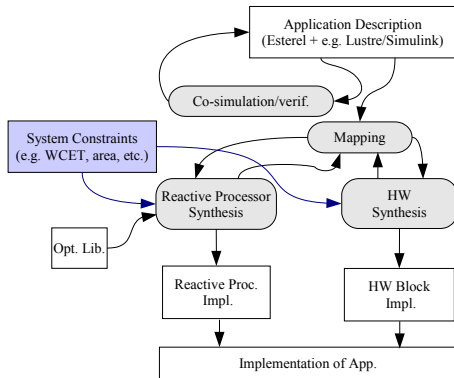 Application Description
(Esterel + e.g. Lustre/Simulink)
Co-simulation/verif.
System Constraints
(e.g. WCET, area, etc.)
Mapping
Reactive Processor
Synthesis
HW
Synthesis
Opt. Lib.
Reactive Proc.
Impl.
HW Block
Impl.
Implementation of App.